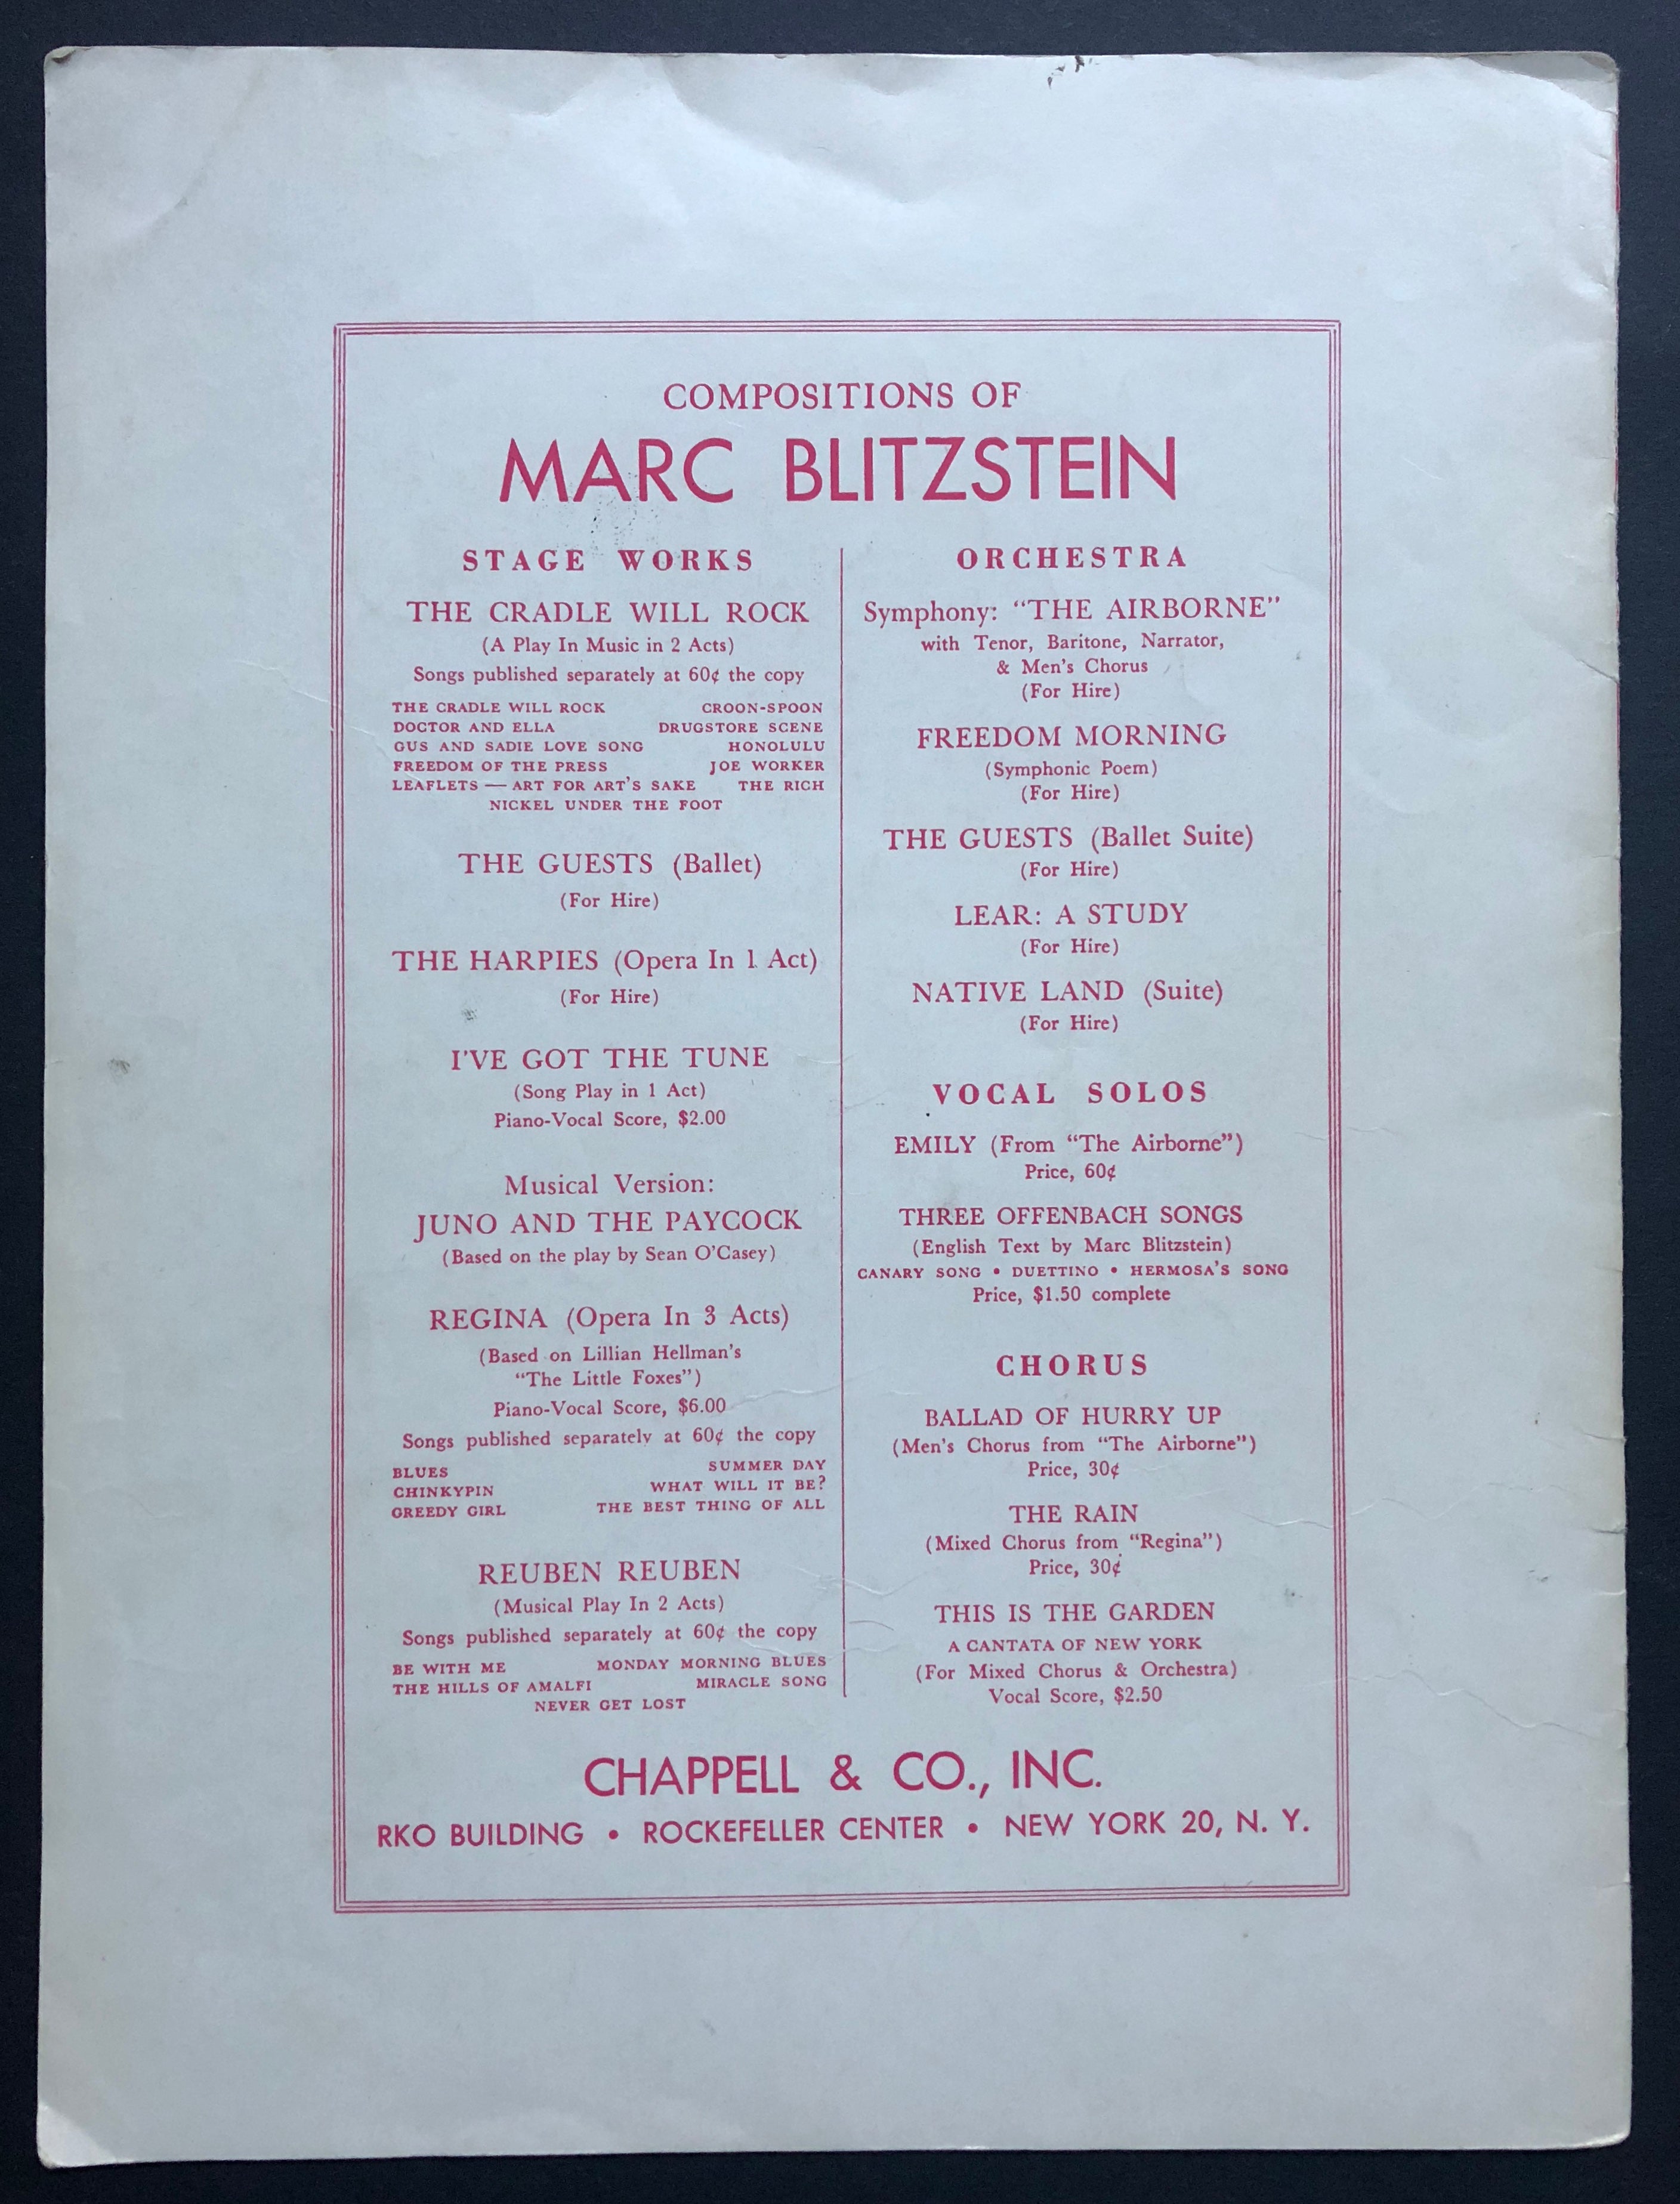 COMPOSITIONS OF
MARC BLITZSTEIN
STAGE WORKS
THE CRADLE WILL ROCK
(A Play In Music in 2 Acts)
Songs published separately at 60¢ the copy
THE CRADLE WILL ROCK CROON-SPOON
DOCTOR AND ELLA DRUGSTORE SCENE
GUS AND SADIE LOVE SONG HONOLULU
FREEDOM OF THE PRESS JOE WORKER
LEAFLETS — ART FOR ART'S SAKE THE RICH
NICKEL UNDER THE FOOT
THE GUESTS (Ballet)
(For Hire)
THE HARPIES (Opera In 1 Act)
(For Hire)
I'VE GOT THE TUNE
(Song Play in 1 Act)
Piano-Vocal Score, $2.00
Musical Version:
JUNO AND THE PAYCOCK
(Based on the play by Sean O'Casey)
REGINA (Opera In 3 Acts)
(Based on Lillian Hellman's
"The Little Foxes")
Piano-Vocal Score, $6.00
Songs published separately at 60¢ the copy
BLUES SUMMER DAY
CHINKYPIN WHAT WILL IT BE?
GREEDY GIRL THE BEST THING OF ALL
REUBEN REUBEN
(Musical Play In 2 Acts)
Songs published separately at 60¢ the copy
BE WITH ME MONDAY MORNING BLUES
THE HILLS OF AMALFI MIRACLE SONG
NEVER GET LOST
ORCHESTRA
Symphony: "THE AIRBORNE"
with Tenor, Baritone, Narrator,
& Men's Chorus
(For Hire)
FREEDOM MORNING
(Symphonic Poem)
(For Hire)
THE GUESTS (Ballet Suite)
(For Hire)
LEAR: A STUDY
(For Hire)
NATIVE LAND (Suite)
(For Hire)
VOCAL SOLOS
EMILY (From "The Airborne")
Price, 60¢
THREE OFFENBACH SONGS
(English Text by Marc Blitzstein)
CANARY SONG • DUETTINO • HERMOSA'S SONG
Price, $1.50 complete
CHORUS
BALLAD OF HURRY UP
(Men's Chorus from "The Airborne")
Price, 30¢
THE RAIN
(Mixed Chorus from "Regina")
Price, 30¢
THIS IS THE GARDEN
A CANTATA OF NEW YORK
(For Mixed Chorus & Orchestra)
Vocal Score, $2.50
CHAPPELL & CO., INC.
RKO BUILDING • ROCKEFELLER CENTER • NEW YORK 20, N. Y.